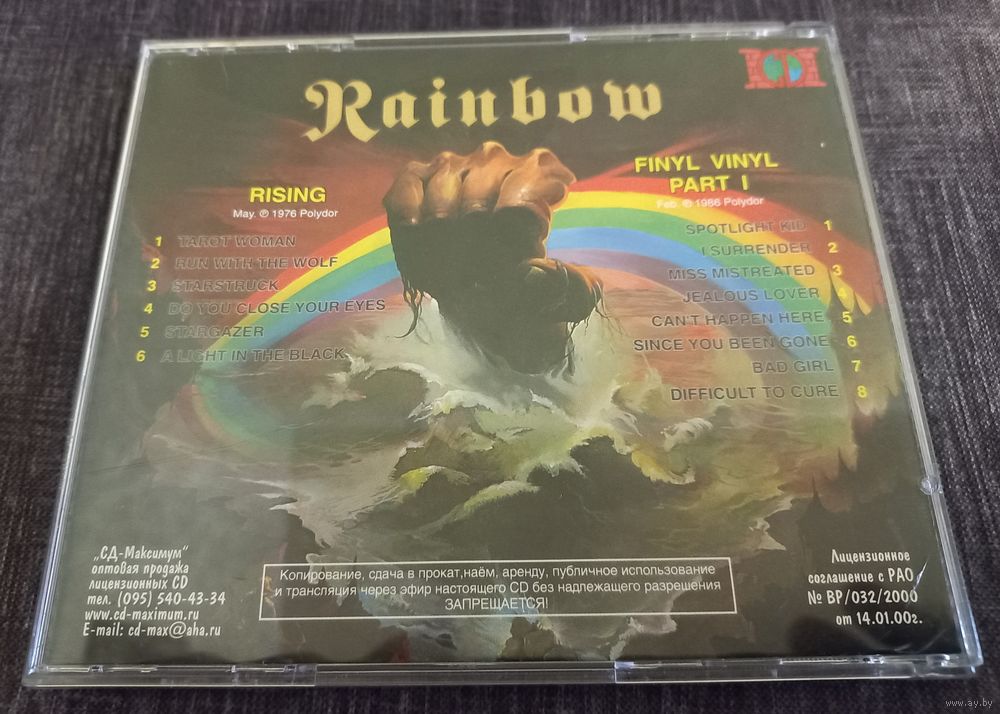 Rainbow
RISING
May. ℗ 1976 Polydor
1 TAROT WOMAN
2 RUN WITH THE WOLF
3 STARSTRUCK
4 DO YOU CLOSE YOUR EYES
5 STARGAZER
6 A LIGHT IN THE BLACK
FINYL VINYL
PART I
Feb. ℗ 1986 Polydor
SPOTLIGHT KID 1
I SURRENDER 2
MISS MISTREATED 3
JEALOUS LOVER 4
CAN'T HAPPEN HERE 5
SINCE YOU BEEN GONE 6
BAD GIRL 7
DIFFICULT TO CURE 8
„СД-Максимум“
оптовая продажа
лицензионных CD
тел. (095) 540-43-34
www.cd-maximum.ru
E-mail: cd-max@aha.ru
Копирование, сдача в прокат,наём, аренду, публичное использование
и трансляция через эфир настоящего CD без надлежащего разрешения
ЗАПРЕЩАЕТСЯ!
Лицензионное
соглашение с РАО
№ ВР/032/2000
от 14.01.00г.
www.ay.by